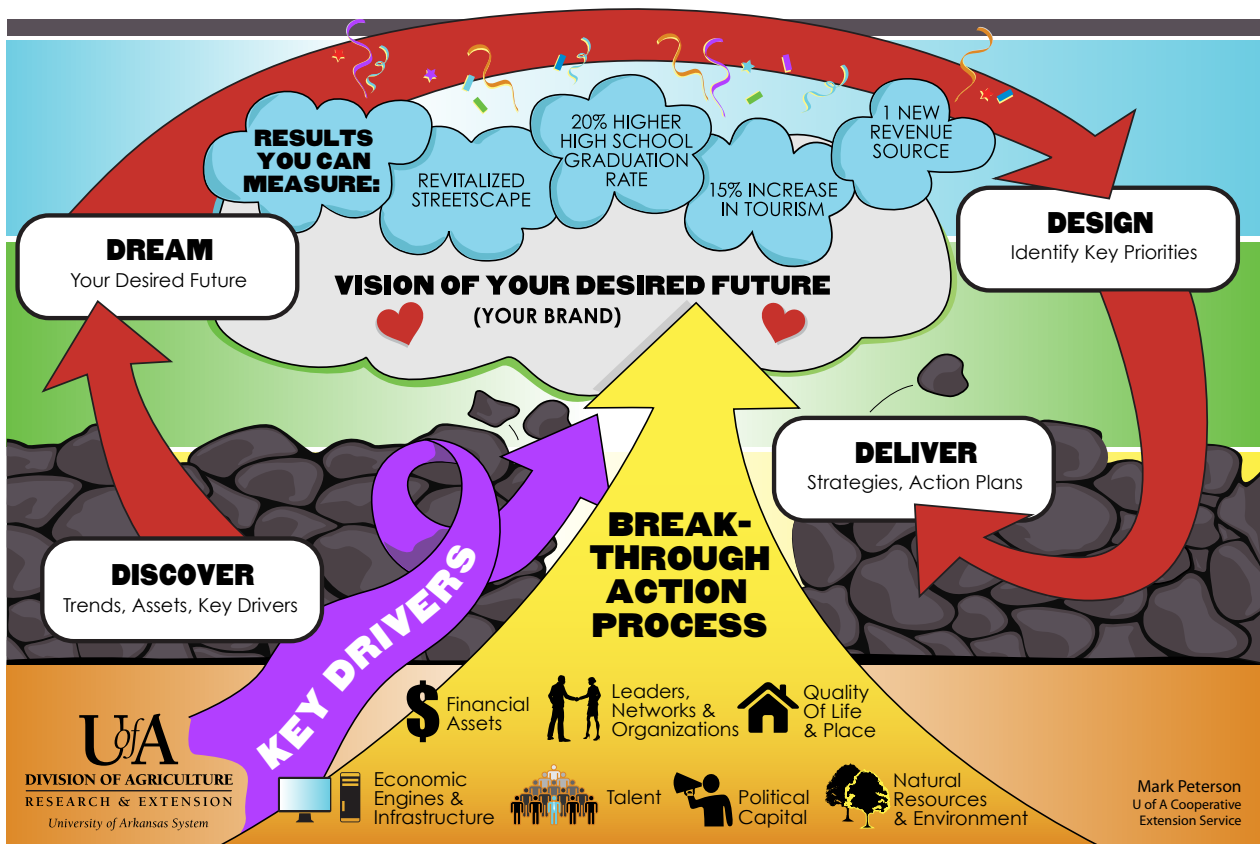 RESULTS
YOU CAN
MEASURE:
REVITALIZED
STREETSCAPE
20% HIGHER
HIGH SCHOOL
GRADUATION
RATE
15% INCREASE
IN TOURISM
1 NEW
REVENUE
SOURCE
DREAM
Your Desired Future
DESIGN
Identify Key Priorities
VISION OF YOUR DESIRED FUTURE
(YOUR BRAND)
DELIVER
Strategies, Action Plans
DISCOVER
Trends, Assets, Key Drivers
KEY DRIVERS
BREAK-
THROUGH
ACTION
PROCESS
$
Financial
Assets
Leaders,
Networks &
Organizations
Quality
Of Life
& Place
Economic
Engines &
Infrastructure
Talent
Political
Capital
Natural
Resources
& Environment
UofA
DIVISION OF AGRICULTURE
RESEARCH & EXTENSION
University of Arkansas System
Mark Peterson
U of A Cooperative
Extension Service